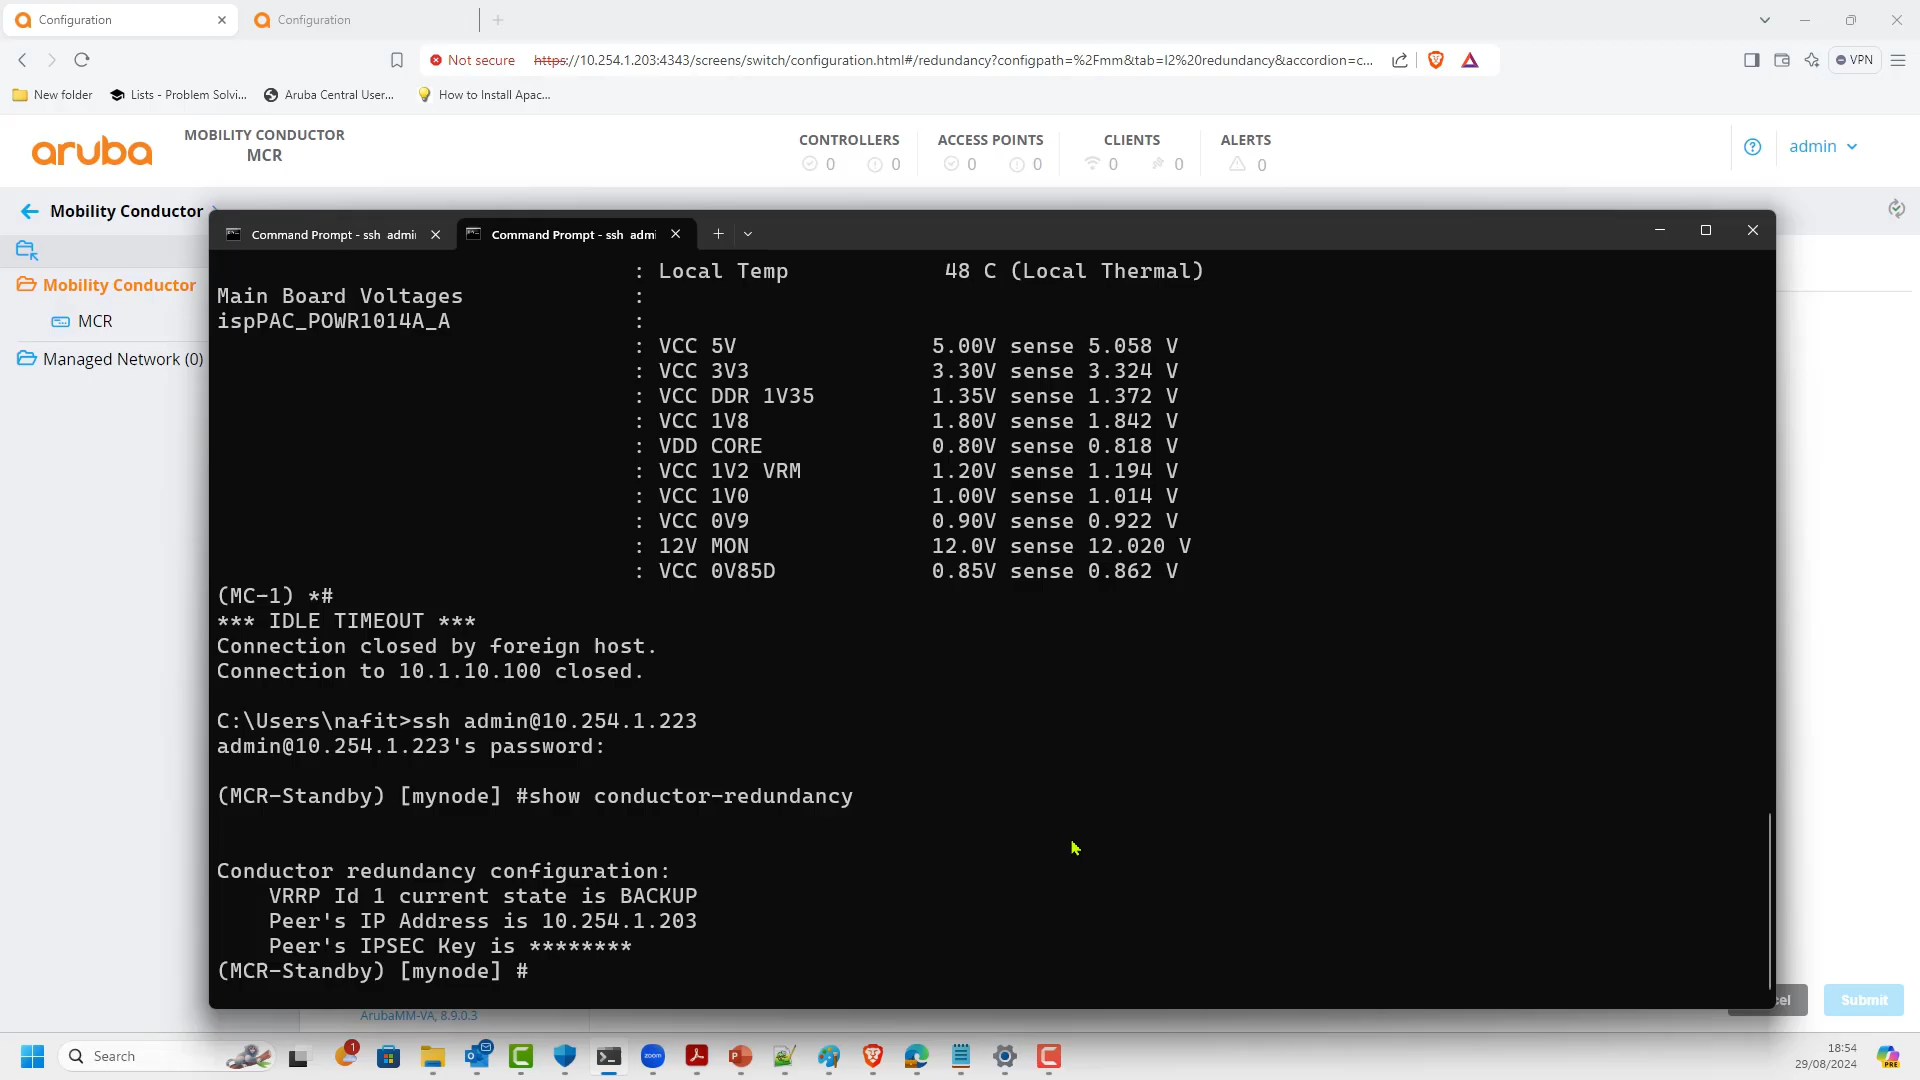 Configuration
Configuration
Not secure
https://10.254.1.203:4343/screens/switch/configuration.html#/redundancy?configpath=%2Fmm&tab=l2%20redundancy&accordion=c...
VPN
New folder
Lists - Problem Solvi...
Aruba Central User...
How to Install Apac...
aruba
MOBILITY CONDUCTOR
MCR
CONTROLLERS
0 0
ACCESS POINTS
0 0
CLIENTS
0 0
ALERTS
0
admin
Mobility Conductor
Mobility Conductor
MCR
Managed Network (0)
Command Prompt - ssh admi
Command Prompt - ssh admi
: Local Temp 48 C (Local Thermal)
Main Board Voltages :
ispPAC_POWR1014A_A :
: VCC 5V 5.00V sense 5.058 V
: VCC 3V3 3.30V sense 3.324 V
: VCC DDR 1V35 1.35V sense 1.372 V
: VCC 1V8 1.80V sense 1.842 V
: VDD CORE 0.80V sense 0.818 V
: VCC 1V2 VRM 1.20V sense 1.194 V
: VCC 1V0 1.00V sense 1.014 V
: VCC 0V9 0.90V sense 0.922 V
: 12V MON 12.0V sense 12.020 V
: VCC 0V85D 0.85V sense 0.862 V
(MC-1) *#
*** IDLE TIMEOUT ***
Connection closed by foreign host.
Connection to 10.1.10.100 closed.
C:\Users\nafit>ssh admin@10.254.1.223
admin@10.254.1.223's password:
(MCR-Standby) [mynode] #show conductor-redundancy
Conductor redundancy configuration:
VRRP Id 1 current state is BACKUP
Peer's IP Address is 10.254.1.203
Peer's IPSEC Key is ********
(MCR-Standby) [mynode] #
cel
Submit
ArubaMM-VA, 8.9.0.3
Search
1
zoom
18:54
29/08/2024
PRE